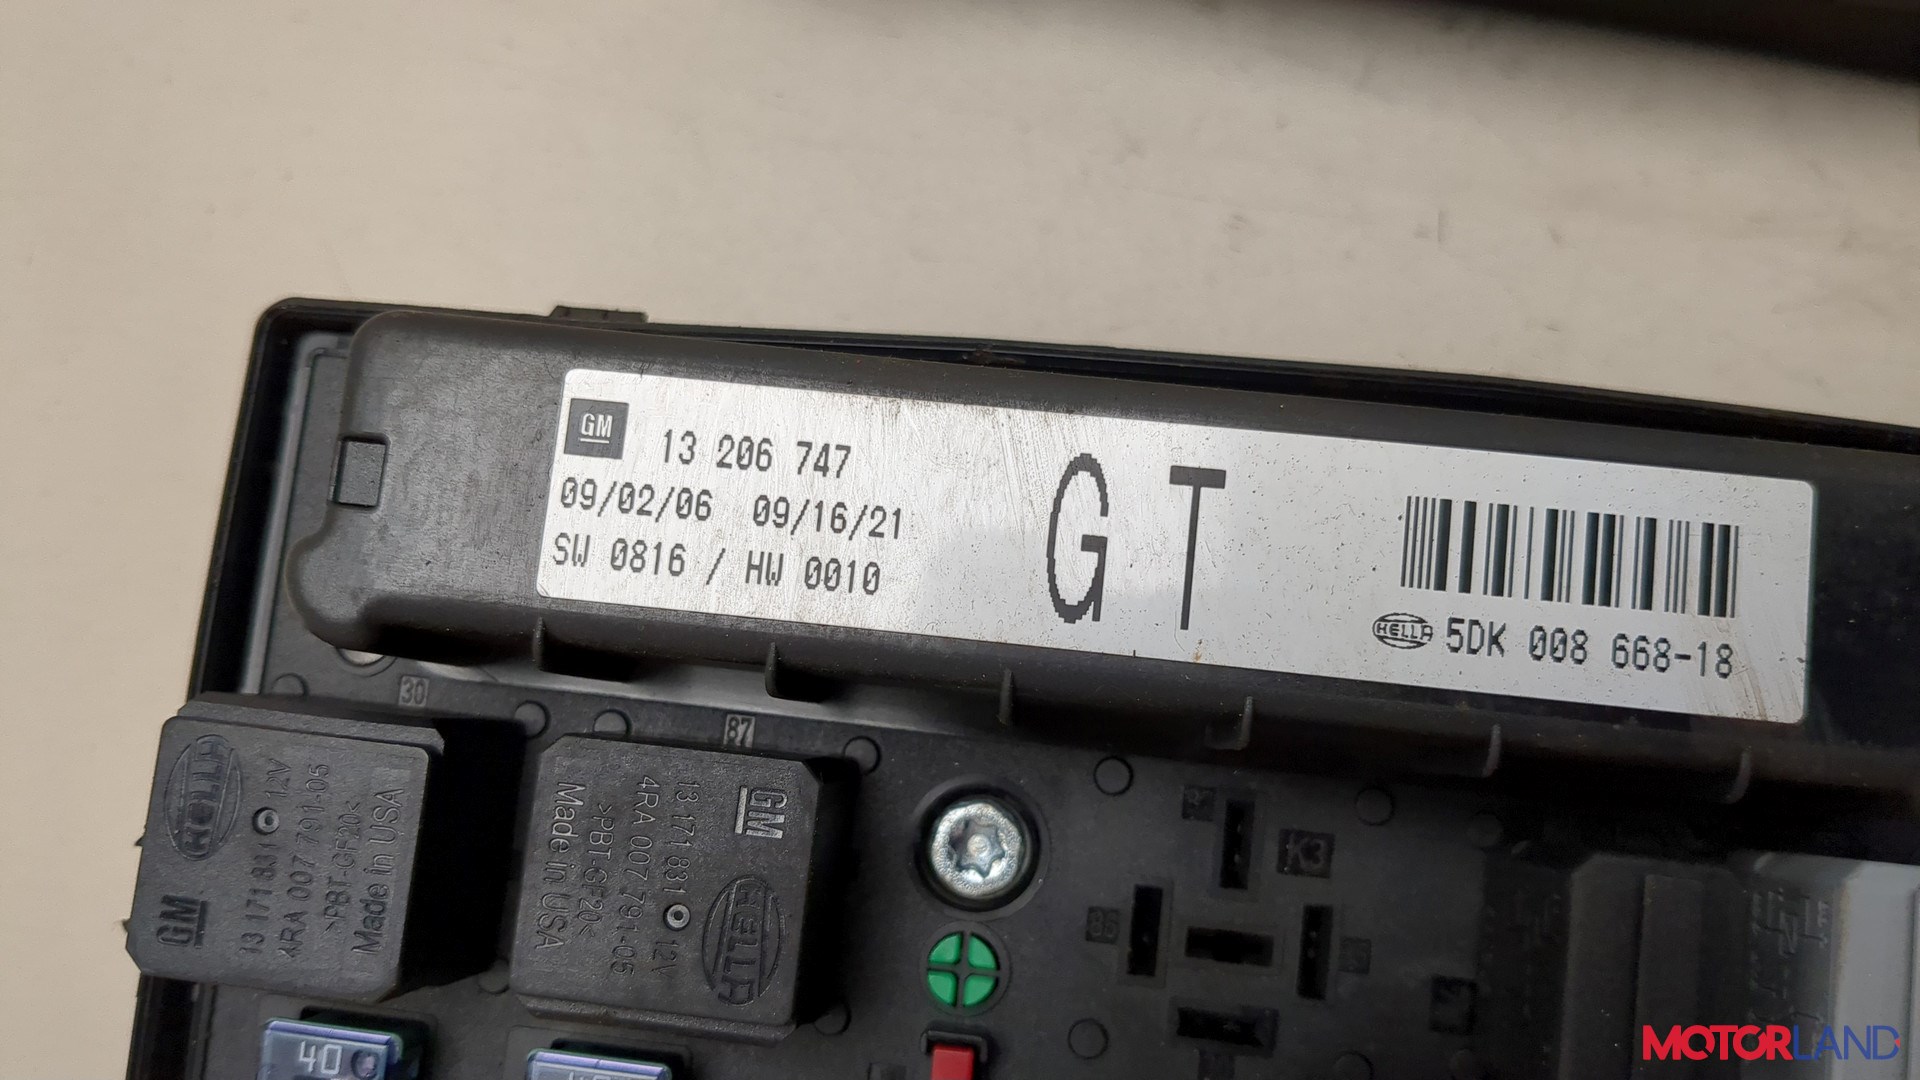 GM 13 206 747
09/02/06 09/16/21
SW 0816 / HW 0010
GT
HELLA 5DK 008 668-18
30
87
HELLA
12V
13 171 831
4RA 007 791-05
>PBT-GF20<
Made in USA
GM
GM
13 171 831
4RA 007 791-05
>PBT-GF20<
Made in USA
12V
HELLA
K3
86
40
MOTORLAND